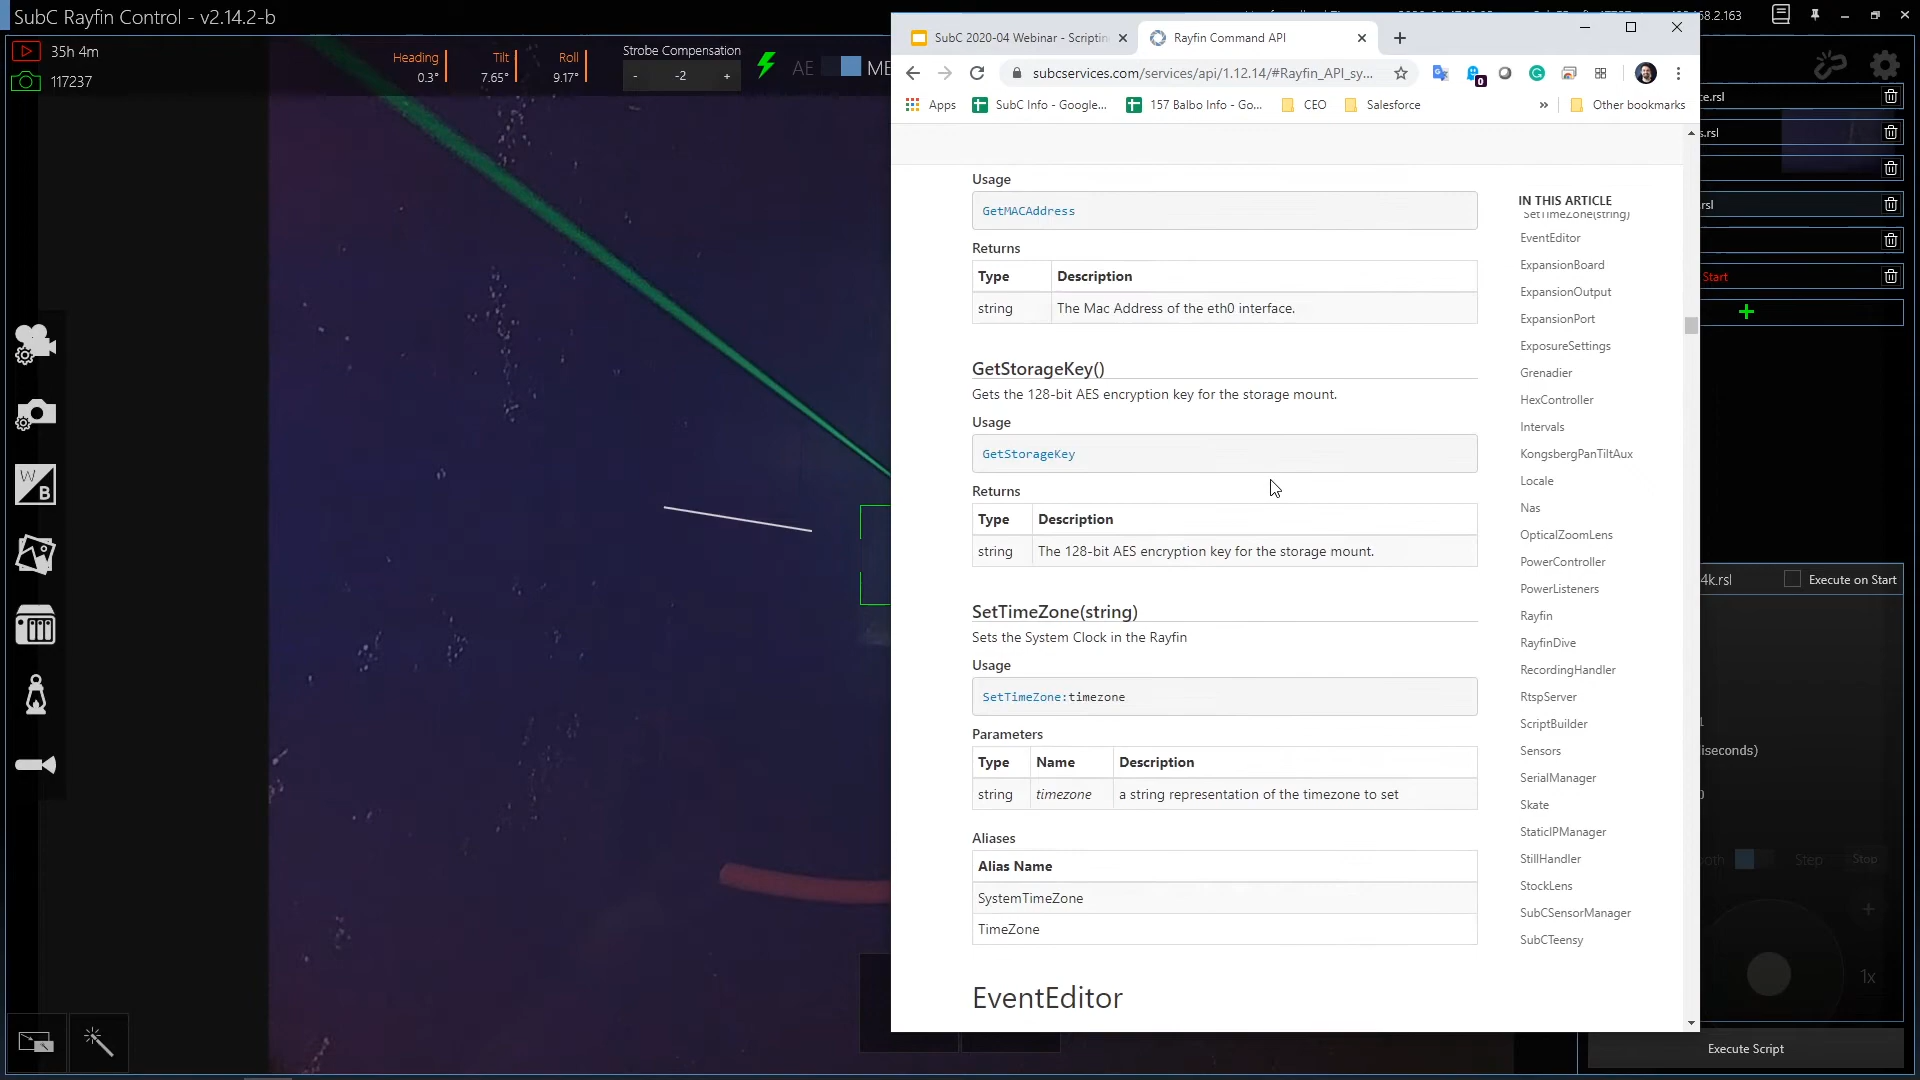 SubC Rayfin Control - v2.14.2-b
35h 4m
117237
Heading
0.3°
Tilt
7.65°
Roll
9.17°
Strobe Compensation
- -2 +
AE
SubC 2020-04 Webinar - Scriptin
Rayfin Command API
subcservices.com/services/api/1.12.14/#Rayfin_API_sy...
0
Apps
SubC Info - Google...
157 Balbo Info - Go...
CEO
Salesforce
»
Other bookmarks
Usage
GetMACAddress
Returns
Type Description
string The Mac Address of the eth0 interface.
GetStorageKey()
Gets the 128-bit AES encryption key for the storage mount.
Usage
GetStorageKey
Returns
Type Description
string The 128-bit AES encryption key for the storage mount.
SetTimeZone(string)
Sets the System Clock in the Rayfin
Usage
SetTimeZone:timezone
Parameters
Type Name Description
string timezone a string representation of the timezone to set
Aliases
Alias Name
SystemTimeZone
TimeZone
EventEditor
IN THIS ARTICLE
SetTimeZone(string)
EventEditor
ExpansionBoard
ExpansionOutput
ExpansionPort
ExposureSettings
Grenadier
HexController
Intervals
KongsbergPanTiltAux
Locale
Nas
OpticalZoomLens
PowerController
PowerListeners
Rayfin
RayfinDive
RecordingHandler
RtspServer
ScriptBuilder
Sensors
SerialManager
Skate
StaticIPManager
StillHandler
StockLens
SubCSensorManager
SubCTeensy
ce.rsl
s.rsl
rsl
Start
+
4k.rsl
Execute on Start
iseconds)
Step
Stop
1x
Execute Script
W
B